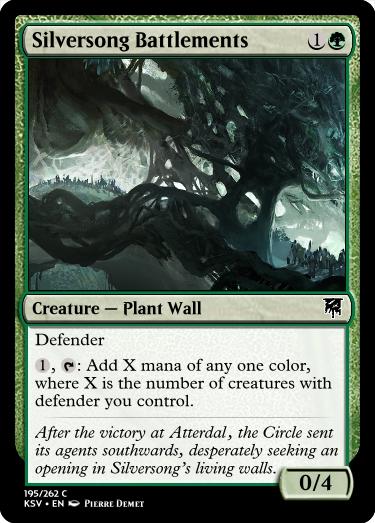 Silversong Battlements 1
Creature — Plant Wall
Defender
1, : Add X mana of any one color,
where X is the number of creatures with
defender you control.
After the victory at Atterdal, the Circle sent
its agents southwards, desperately seeking an
opening in Silversong's living walls.
0/4
195/262 C
KSV • EN Pierre Demet